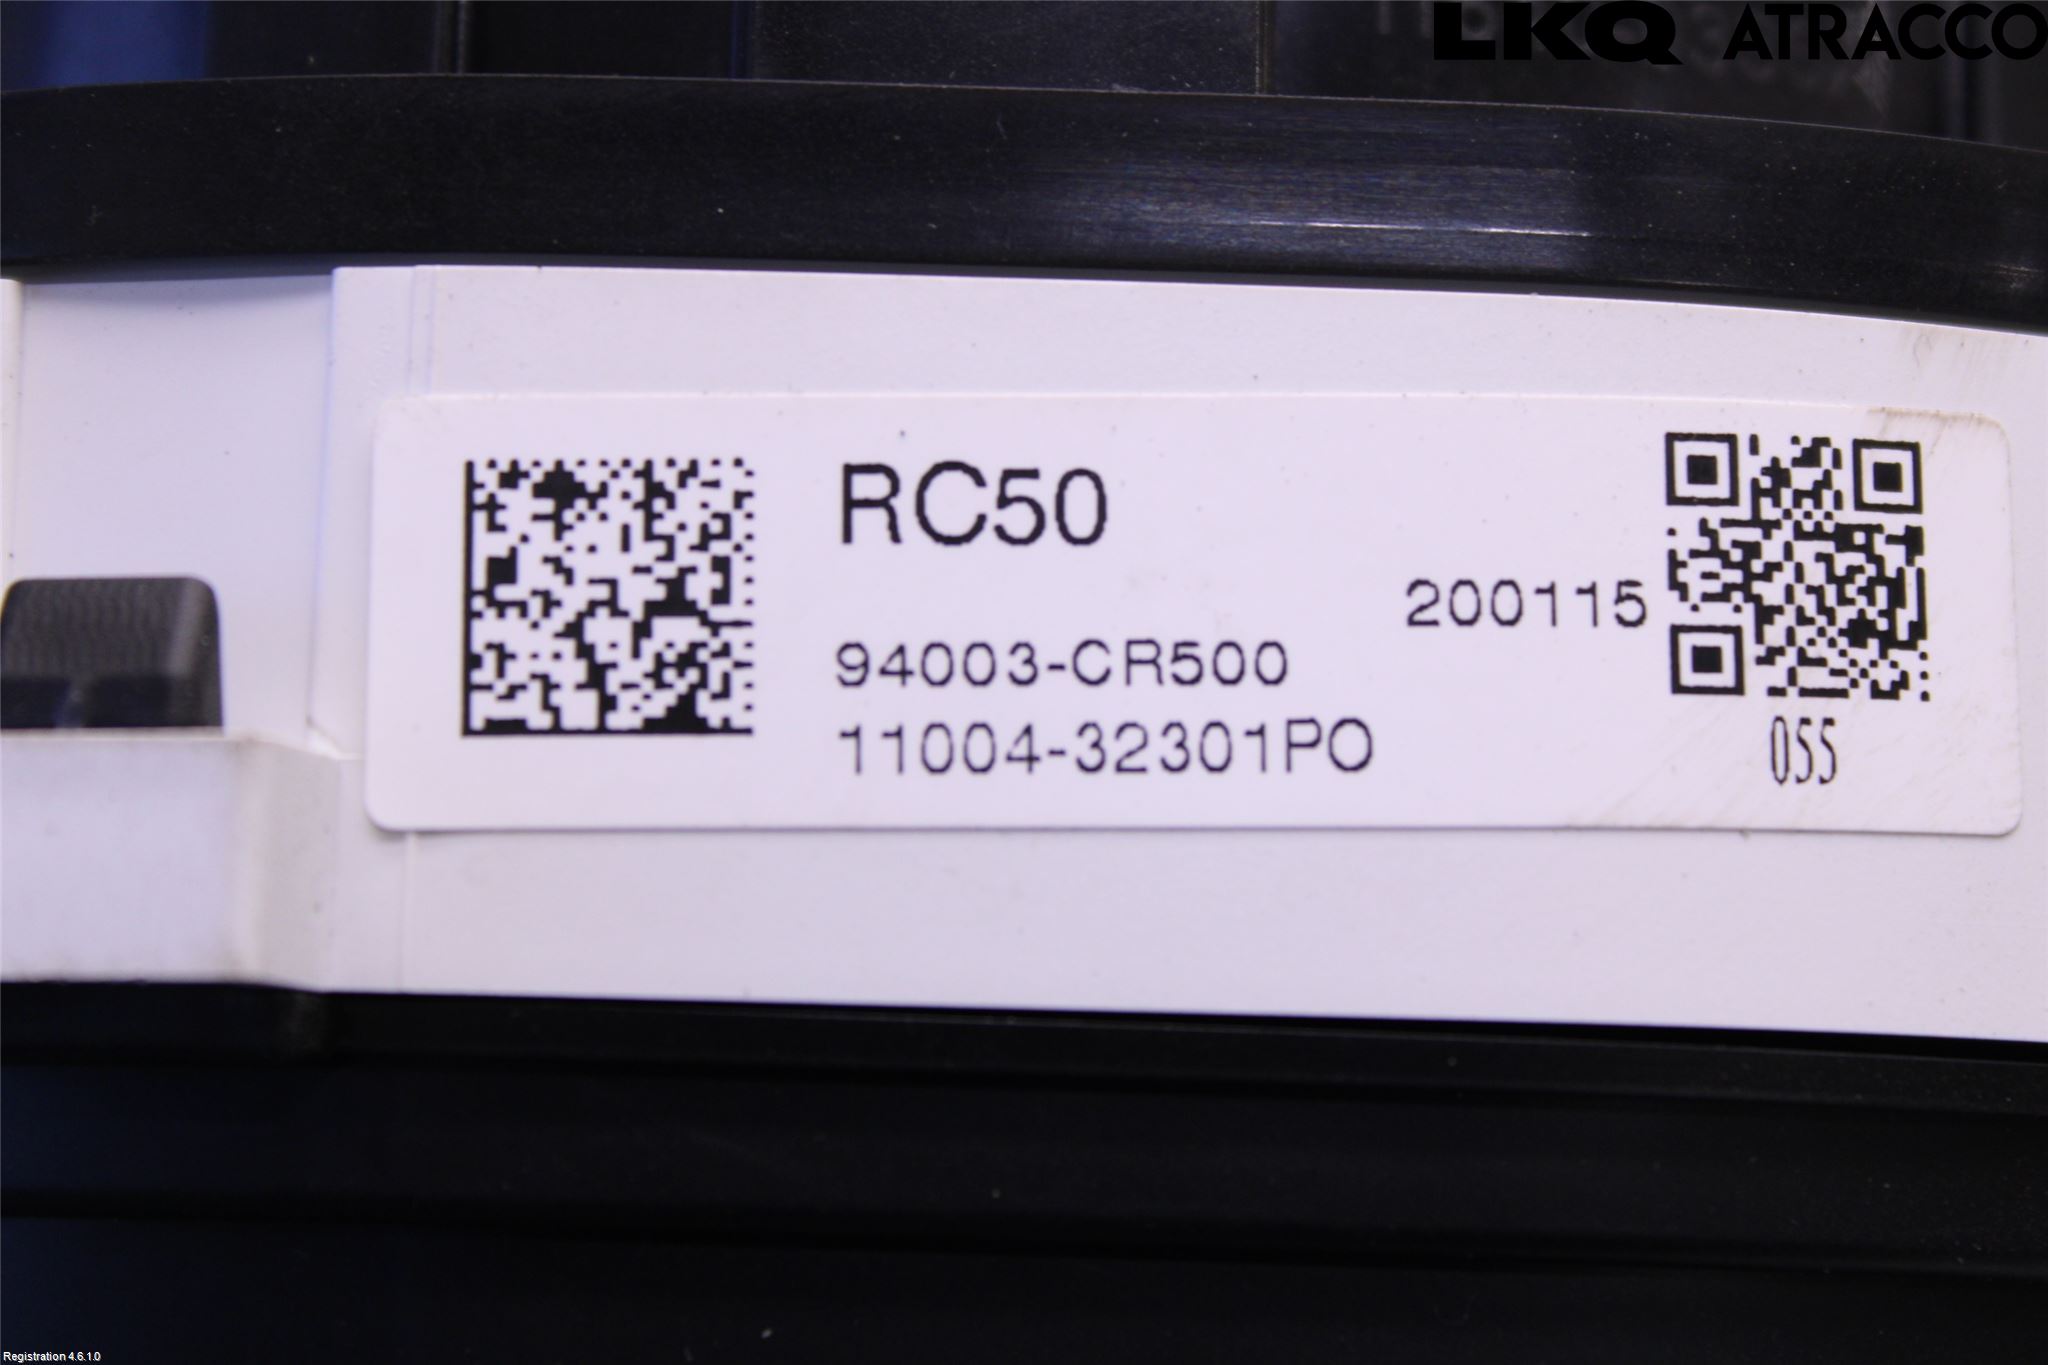 LKQ ATRACCO
RC50
200115
94003-CR500
11004-32301PO
055
Registration 4.6.1.0